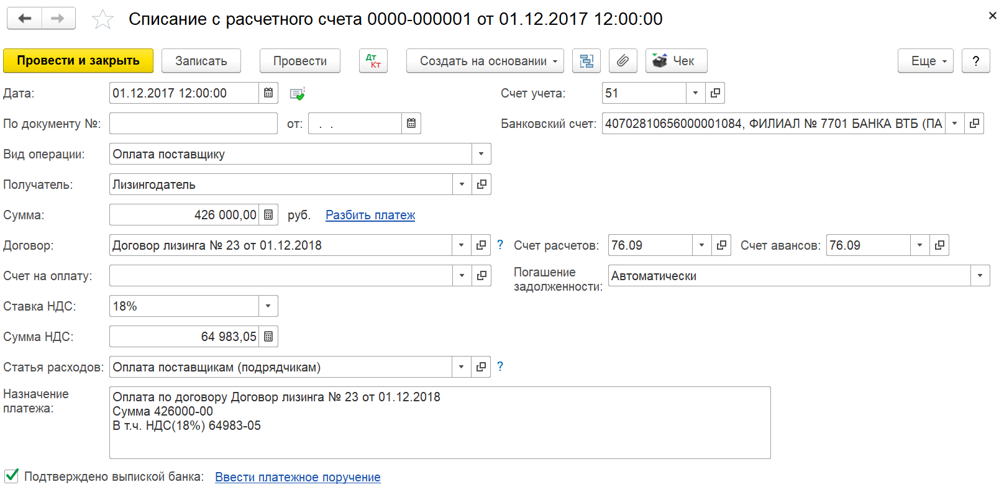 Списание с расчетного счета 0000-000001 от 01.12.2017 12:00:00
Провести и закрыть Записать Провести Дт Кт Создать на основании Чек Еще ?
Дата: 01.12.2017 12:00:00 Счет учета: 51
По документу №: от: . . Банковский счет: 40702810656000001084, ФИЛИАЛ № 7701 БАНКА ВТБ (ПА
Вид операции: Оплата поставщику
Получатель: Лизингодатель
Сумма: 426 000,00 руб. Разбить платеж
Договор: Договор лизинга № 23 от 01.12.2018 ? Счет расчетов: 76.09 Счет авансов: 76.09
Счет на оплату: Погашение задолженности: Автоматически
Ставка НДС: 18%
Сумма НДС: 64 983,05
Статья расходов: Оплата поставщикам (подрядчикам) ?
Назначение платежа:
Оплата по договору Договор лизинга № 23 от 01.12.2018
Сумма 426000-00
В т.ч. НДС(18%) 64983-05
Подтверждено выпиской банка: Ввести платежное поручение